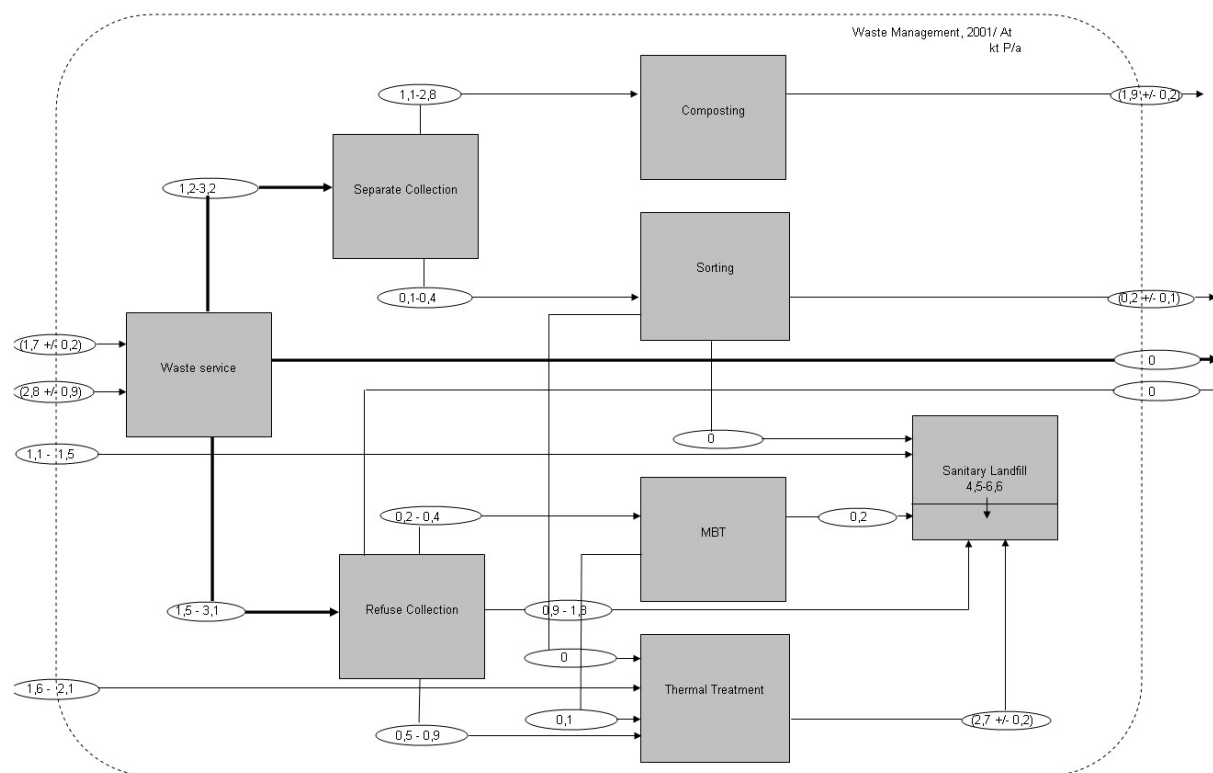 Waste Management, 2001/ At
kt P/a
1,1-2,8
Composting
(1,9 +/- 0,2)
1,2-3,2
Separate Collection
Sorting
0,1-0,4
(0,2 +/- 0,1)
(1,7 +/- 0,2)
Waste service
0
(2,8 +/- 0,9)
0
0
1,1 - 1,5
Sanitary Landfill
4,5-6,6
0,2 - 0,4
MBT
0,2
1,5 - 3,1
Refuse Collection
0,9 - 1,8
0
1,6 - 2,1
Thermal Treatment
0,1
(2,7 +/- 0,2)
0,5 - 0,9